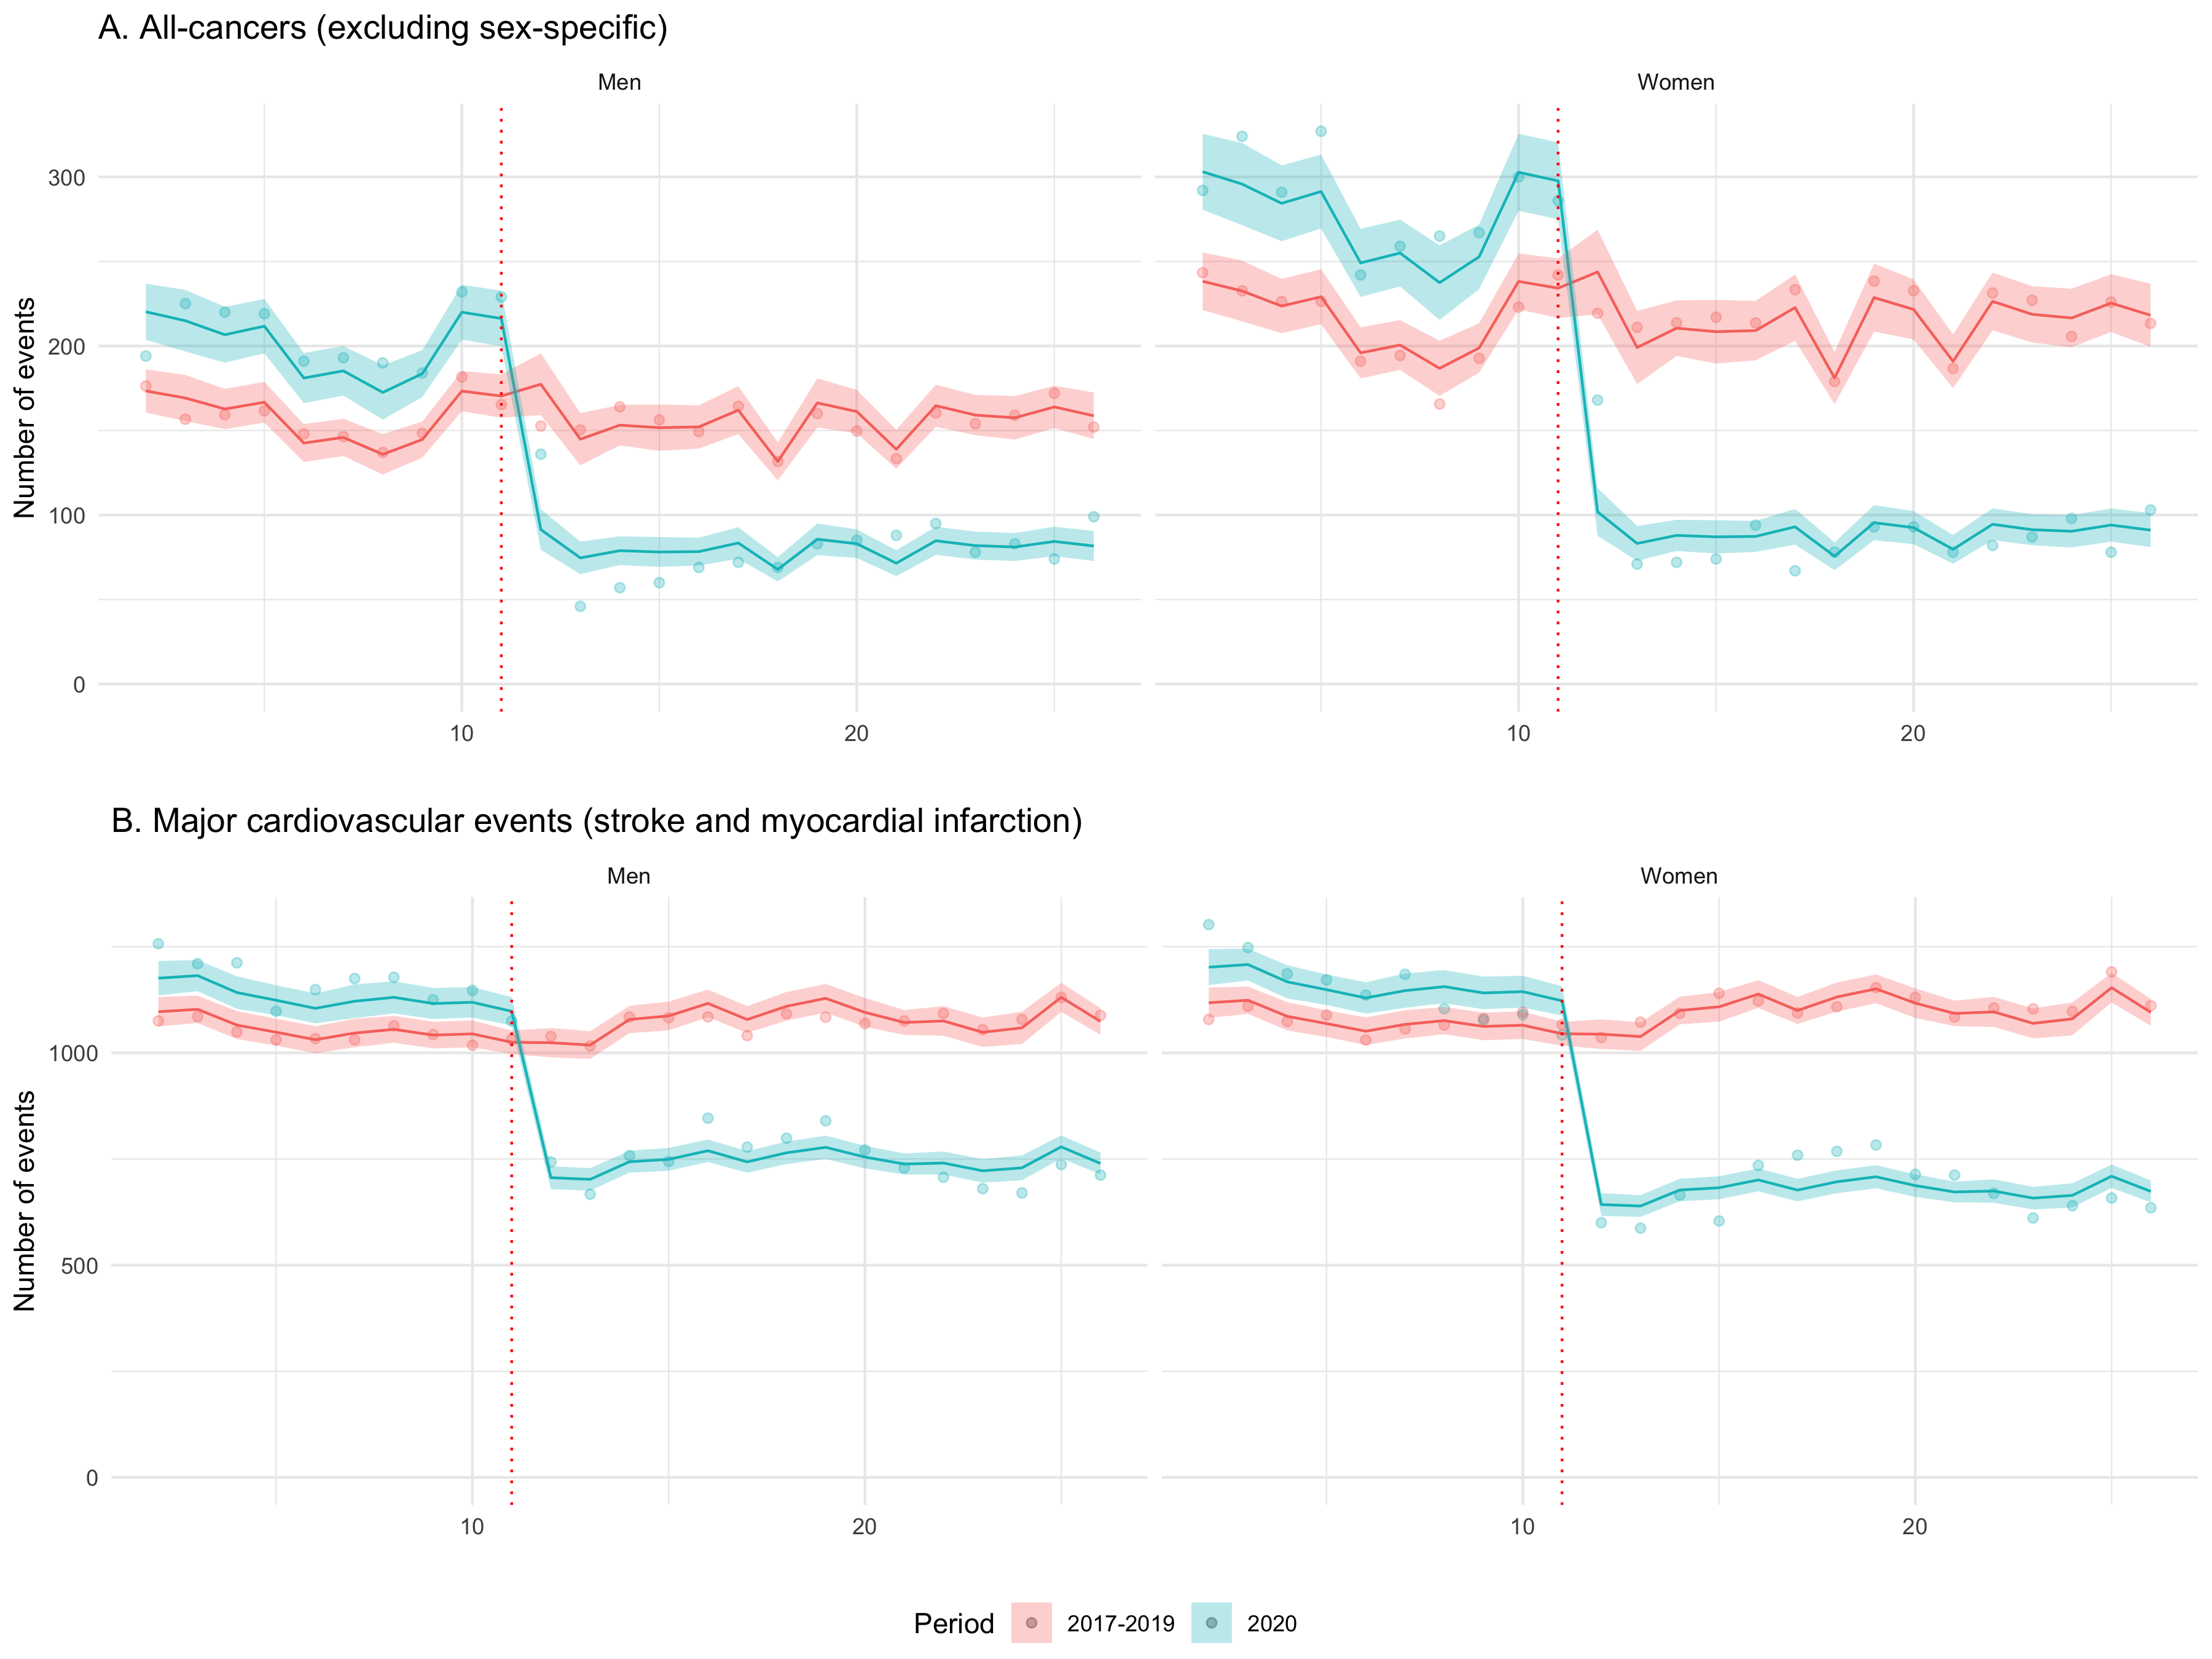 A. All-cancers (excluding sex-specific)
Men
Women
Number of events
300
200
100
0
10
20
10
20
B. Major cardiovascular events (stroke and myocardial infarction)
Men
Women
Number of events
1000
500
0
10
20
10
20
Period
2017-2019
2020